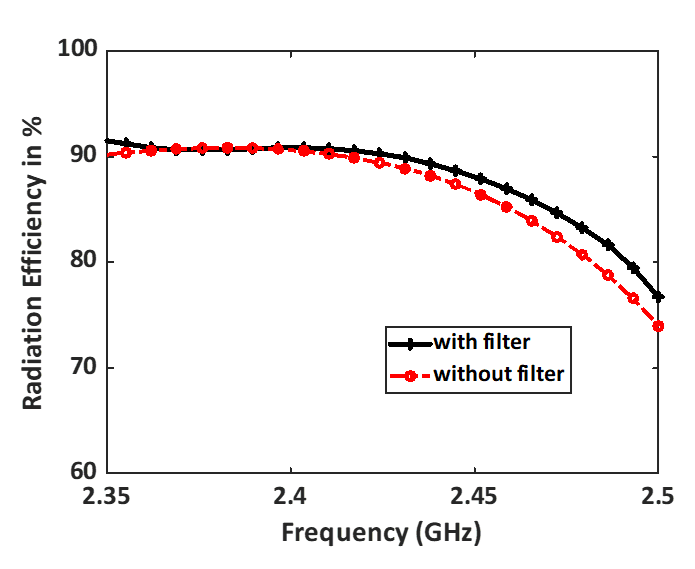 100
90
80
70
60
Radiation Efficiency in %
with filter
without filter
2.35
2.4
2.45
2.5
Frequency (GHz)